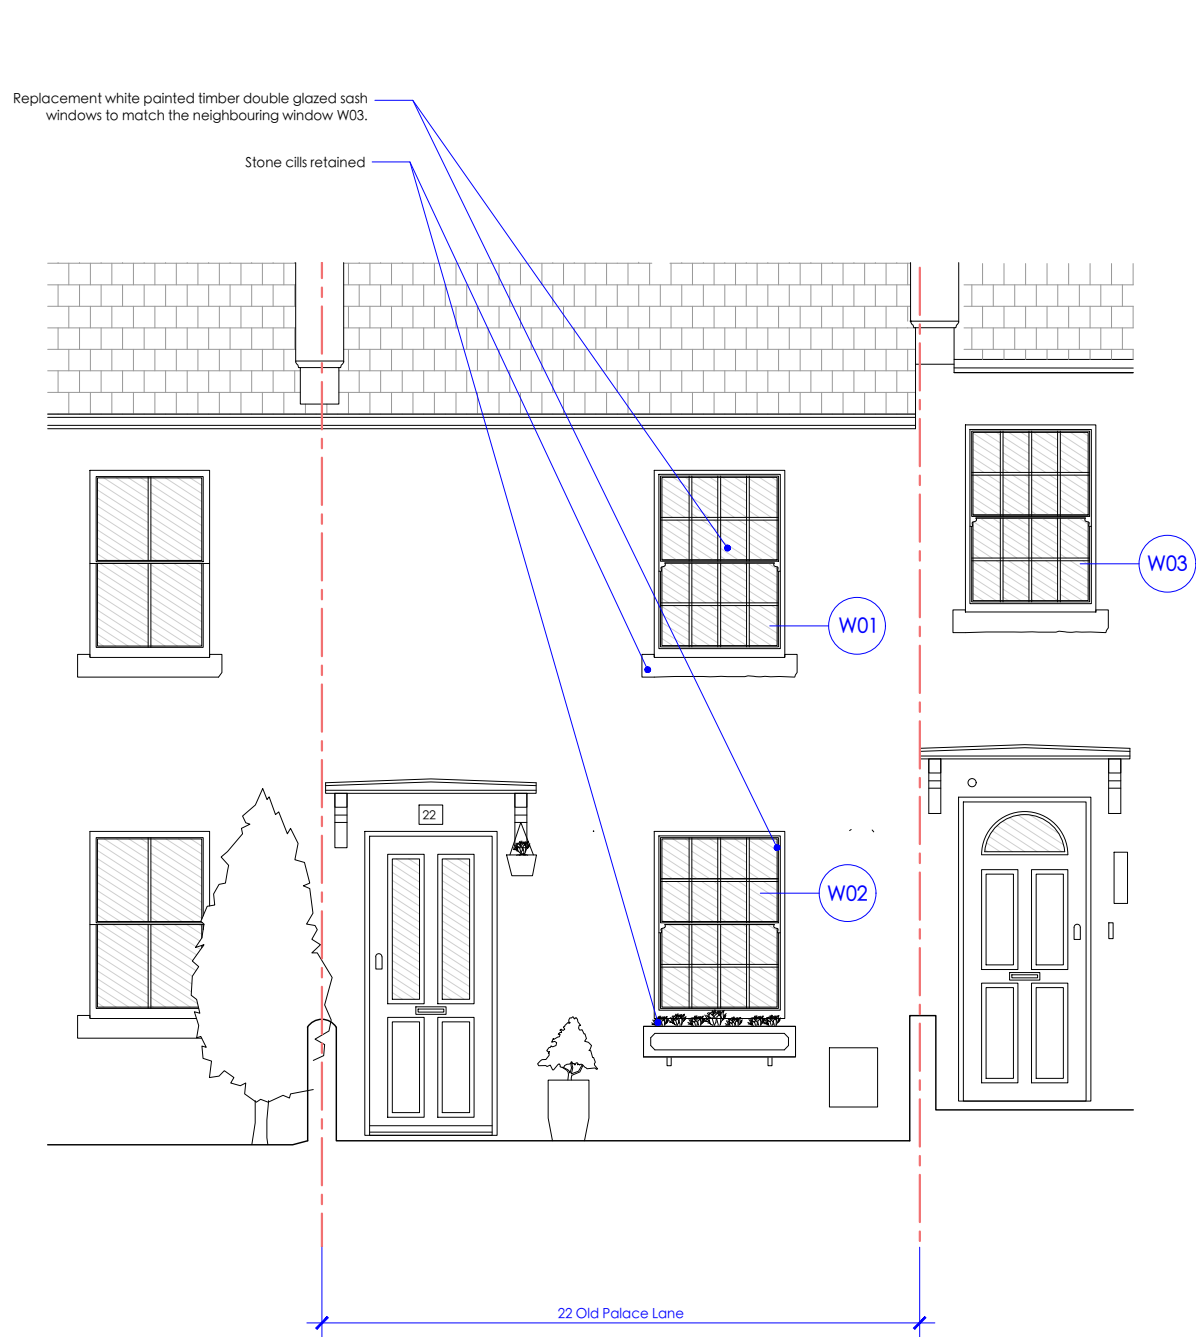 Replacement white painted timber double glazed sash
windows to match the neighbouring window W03.
Stone cills retained
W03
W01
22
W02
22 Old Palace Lane